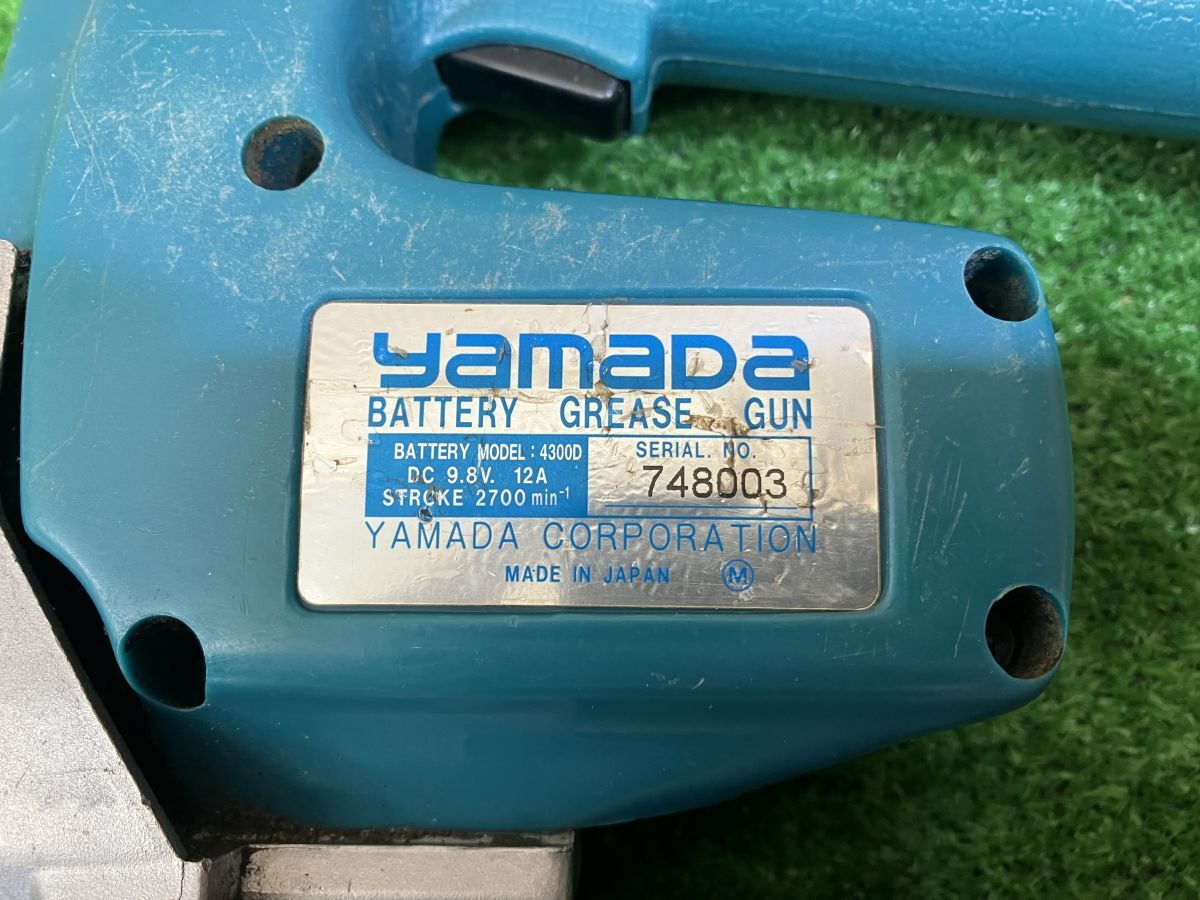 YAMADA
BATTERY GREASE GUN
BATTERY MODEL : 4300D
DC 9.8V. 12A
STROKE 2700 min⁻¹
SERIAL. NO.
748003
YAMADA CORPORATION
MADE IN JAPAN Ⓜ